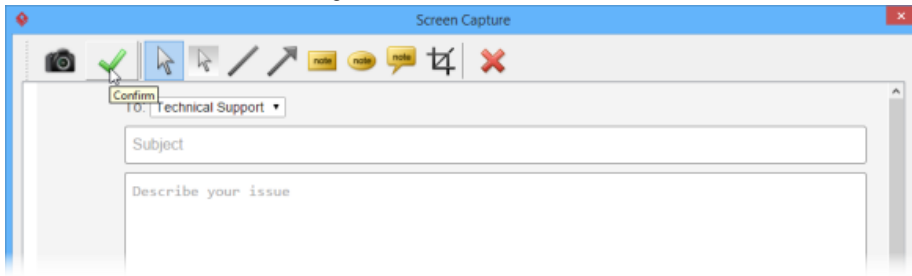 Screen Capture
note note note
Confirm
To: Technical Support
Subject
Describe your issue